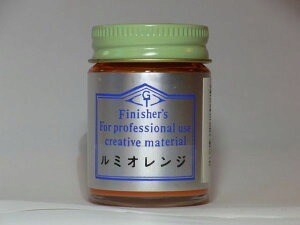 Finisher's
For professional use
creative material
ルミオレンジ